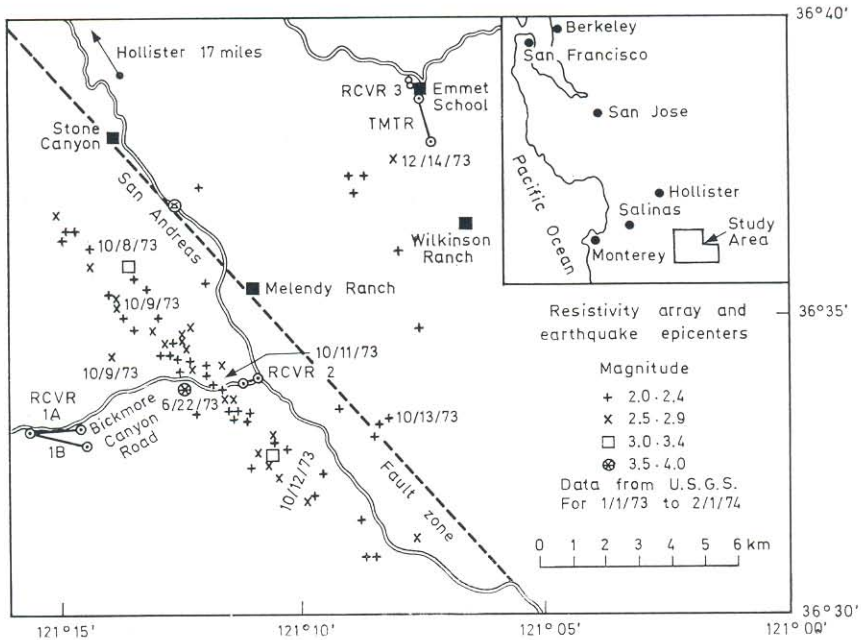 36°40'
Hollister 17 miles
RCVR 3
Emmet
School
TMTR
12/14/73
Stone
Canyon
San Andreas
10/8/73
10/9/73
10/9/73
Wilkinson
Ranch
Melendy Ranch
10/11/73
RCVR 2
RCVR
1A
1B
Bickmore
Canyon
Road
6/22/73
10/12/73
10/13/73
Fault zone
Berkeley
San Francisco
San Jose
Pacific Ocean
Hollister
Salinas
Monterey
Study
Area
36°35'
Resistivity array and
earthquake epicenters
Magnitude
+ 2.0 - 2.4
x 2.5 - 2.9
□ 3.0 - 3.4
⊗ 3.5 - 4.0
Data from U.S.G.S.
For 1/1/73 to 2/1/74
0 1 2 3 4 5 6 km
36°30'
121°15'
121°10'
121°05'
121°00'